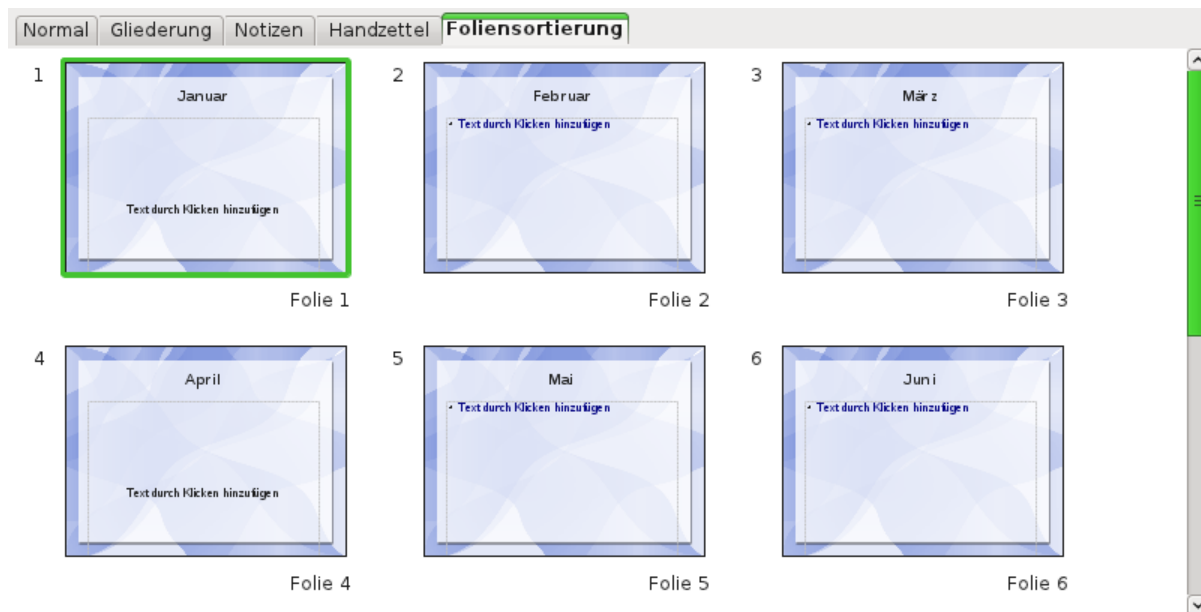 Normal Gliederung Notizen Handzettel Foliensortierung
1 2 3
Januar Februar März
Text durch Klicken hinzufügen Text durch Klicken hinzufügen
Text durch Klicken hinzufügen
Folie 1 Folie 2 Folie 3
4 5 6
April Mai Juni
Text durch Klicken hinzufügen Text durch Klicken hinzufügen
Text durch Klicken hinzufügen
Folie 4 Folie 5 Folie 6